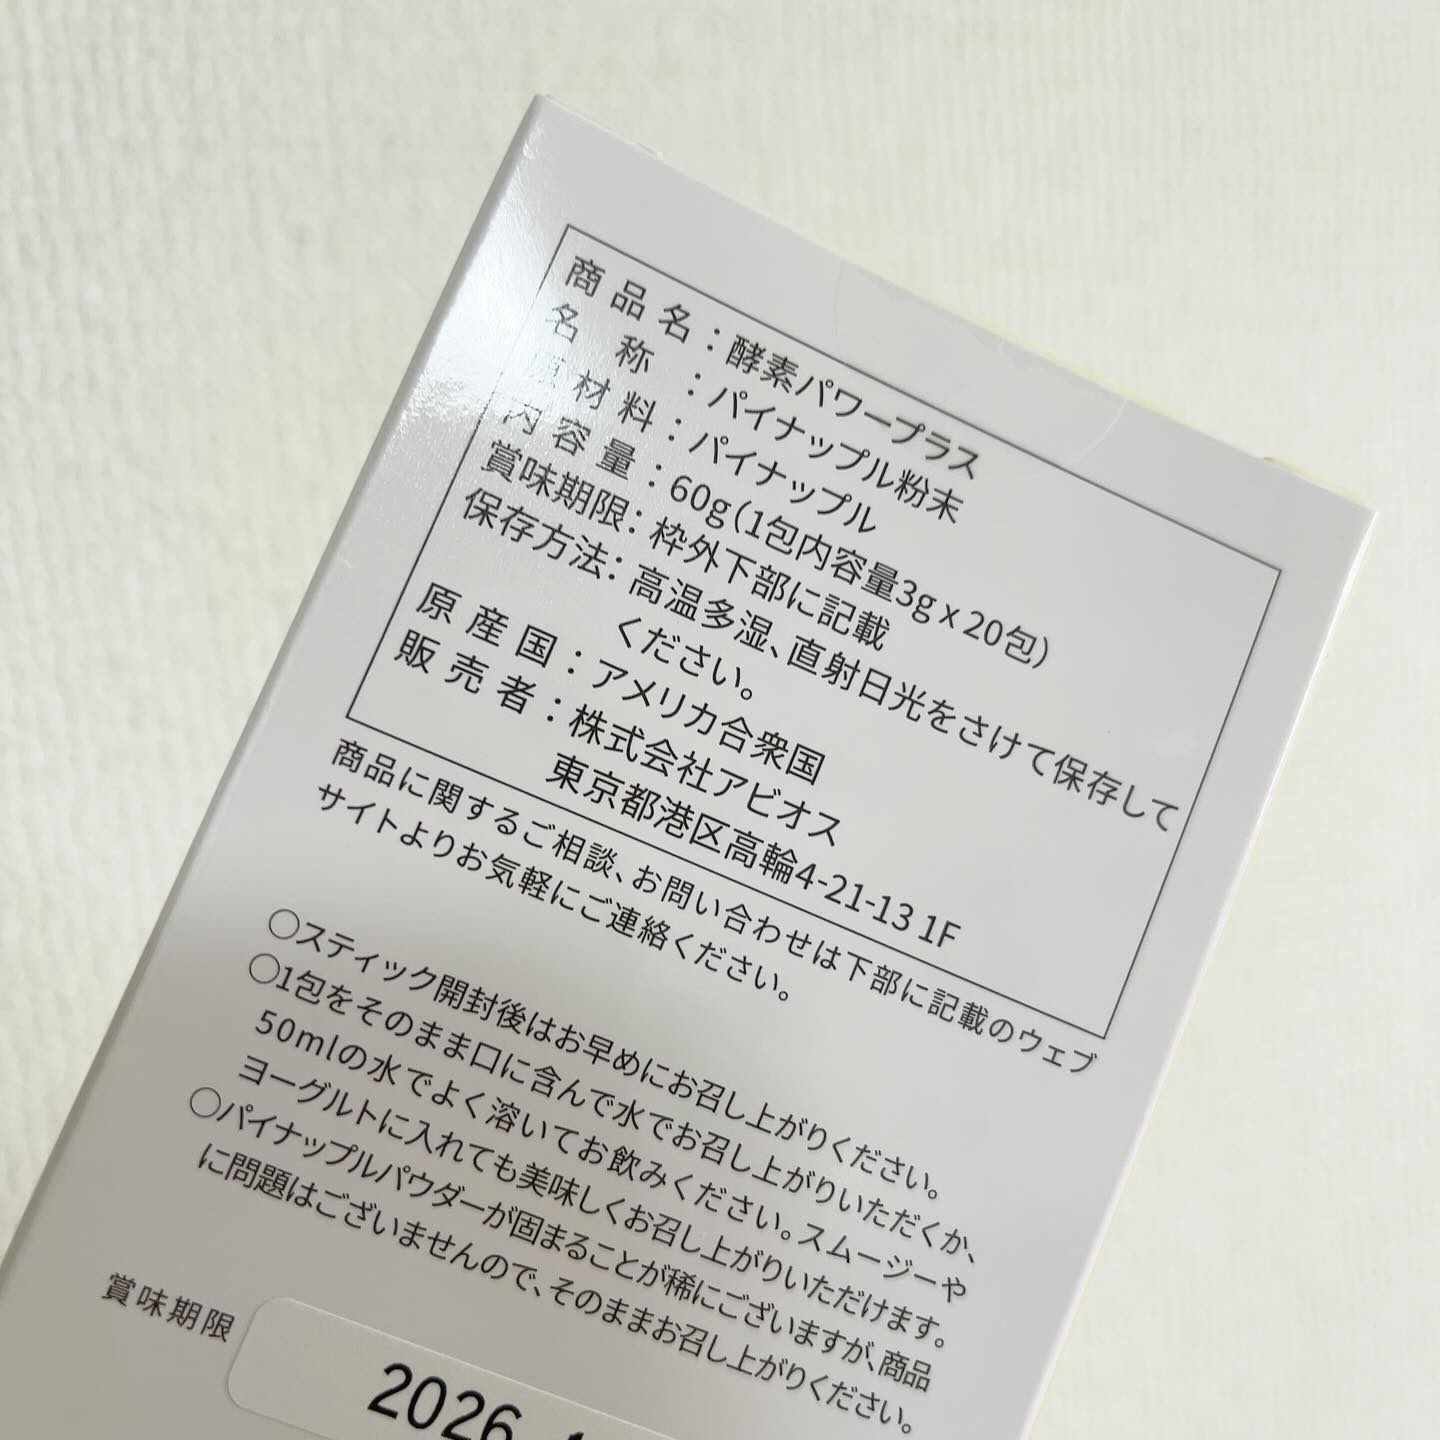 商品名：酵素パワープラス
名称：パイナップル粉末
原材料：パイナップル
内容量：60g（1包内容量3g x 20包）
賞味期限：枠外下部に記載
保存方法：高温多湿、直射日光をさけて保存して
ください。
原産国：アメリカ合衆国
販売者：株式会社アビオス
東京都港区高輪4-21-13 1F
商品に関するご相談、お問い合わせは下部に記載のウェブ
サイトよりお気軽にご連絡ください。
○スティック開封後はお早めにお召し上がりください。
○1包をそのまま口に含んで水でお召し上がりいただくか、
50mlの水でよく溶いてお飲みください。スムージーや
ヨーグルトに入れても美味しくお召し上がりいただけます。
○パイナップルパウダーが固まることが稀にございますが、商品
に問題はございませんので、そのままお召し上がりください。
賞味期限
2026